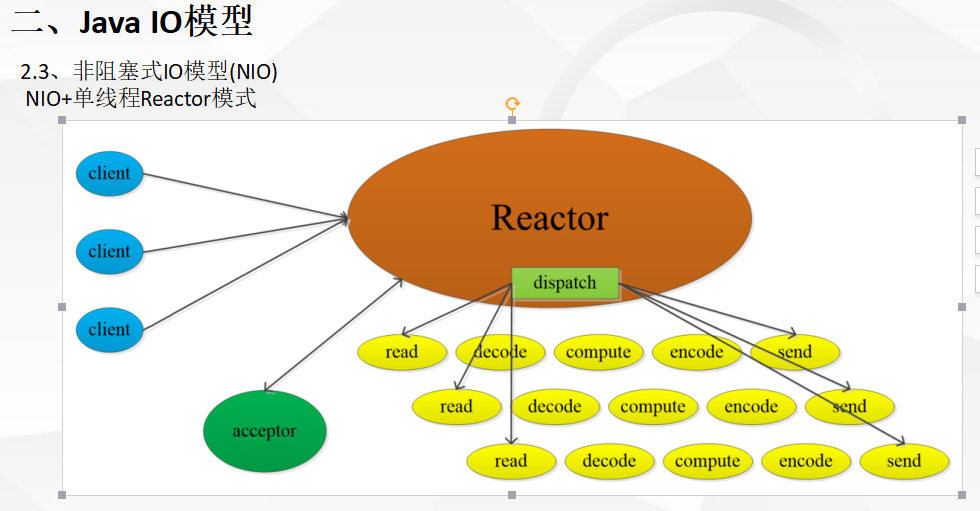 二、Java IO模型
2.3、非阻塞式IO模型(NIO)
NIO+单线程Reactor模式
client
client
client
Reactor
dispatch
acceptor
read decode compute encode send
read decode compute encode send
read decode compute encode send